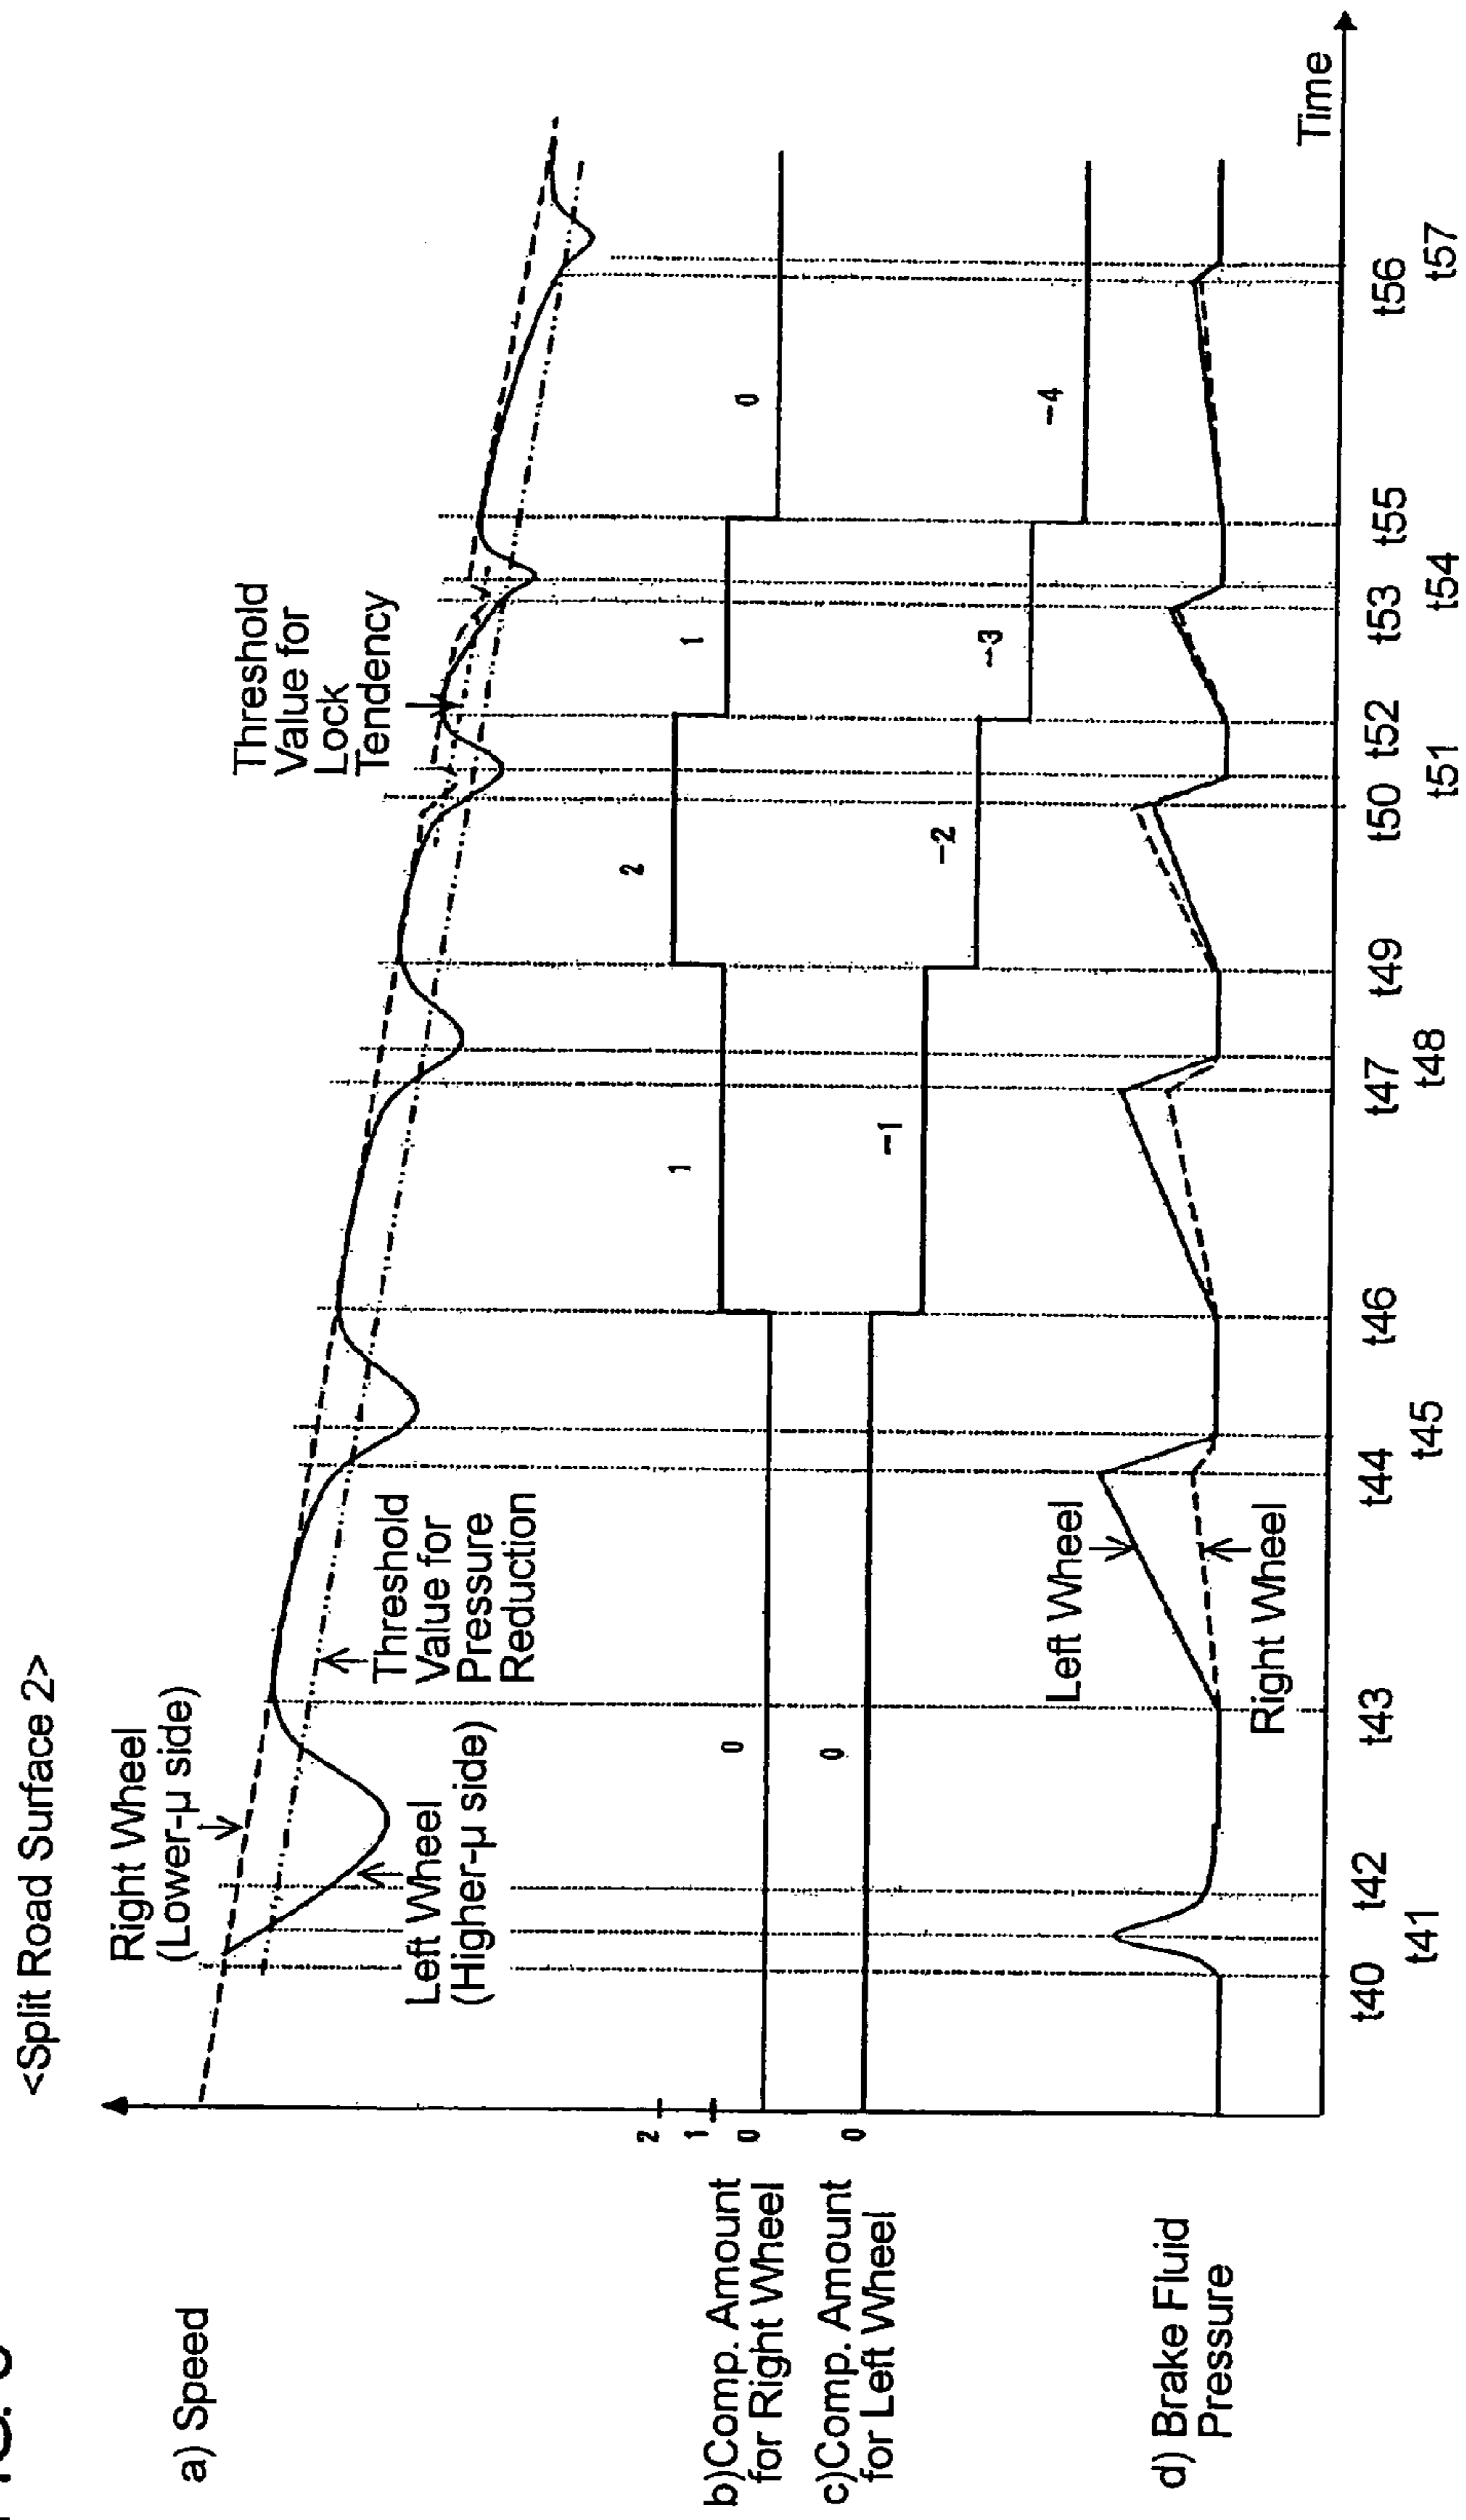 <Split Road Surface 2>
a) Speed
Right Wheel
(Lower-μ side)
Left Wheel
(Higher-μ side)
Threshold
Value for
Pressure
Reduction
Threshold
Value for
Lock
Tendency
b)Comp. Amount
for Right Wheel
2
1
0
0
1
2
1
0
c)Comp. Amount
for Left Wheel
0
0
-1
-2
-3
-4
d) Brake Fluid
Pressure
Left Wheel
Right Wheel
t40
t41
t42
t43
t44
t45
t46
t47
t48
t49
t50
t51
t52
t53
t54
t55
t56
t57
Time